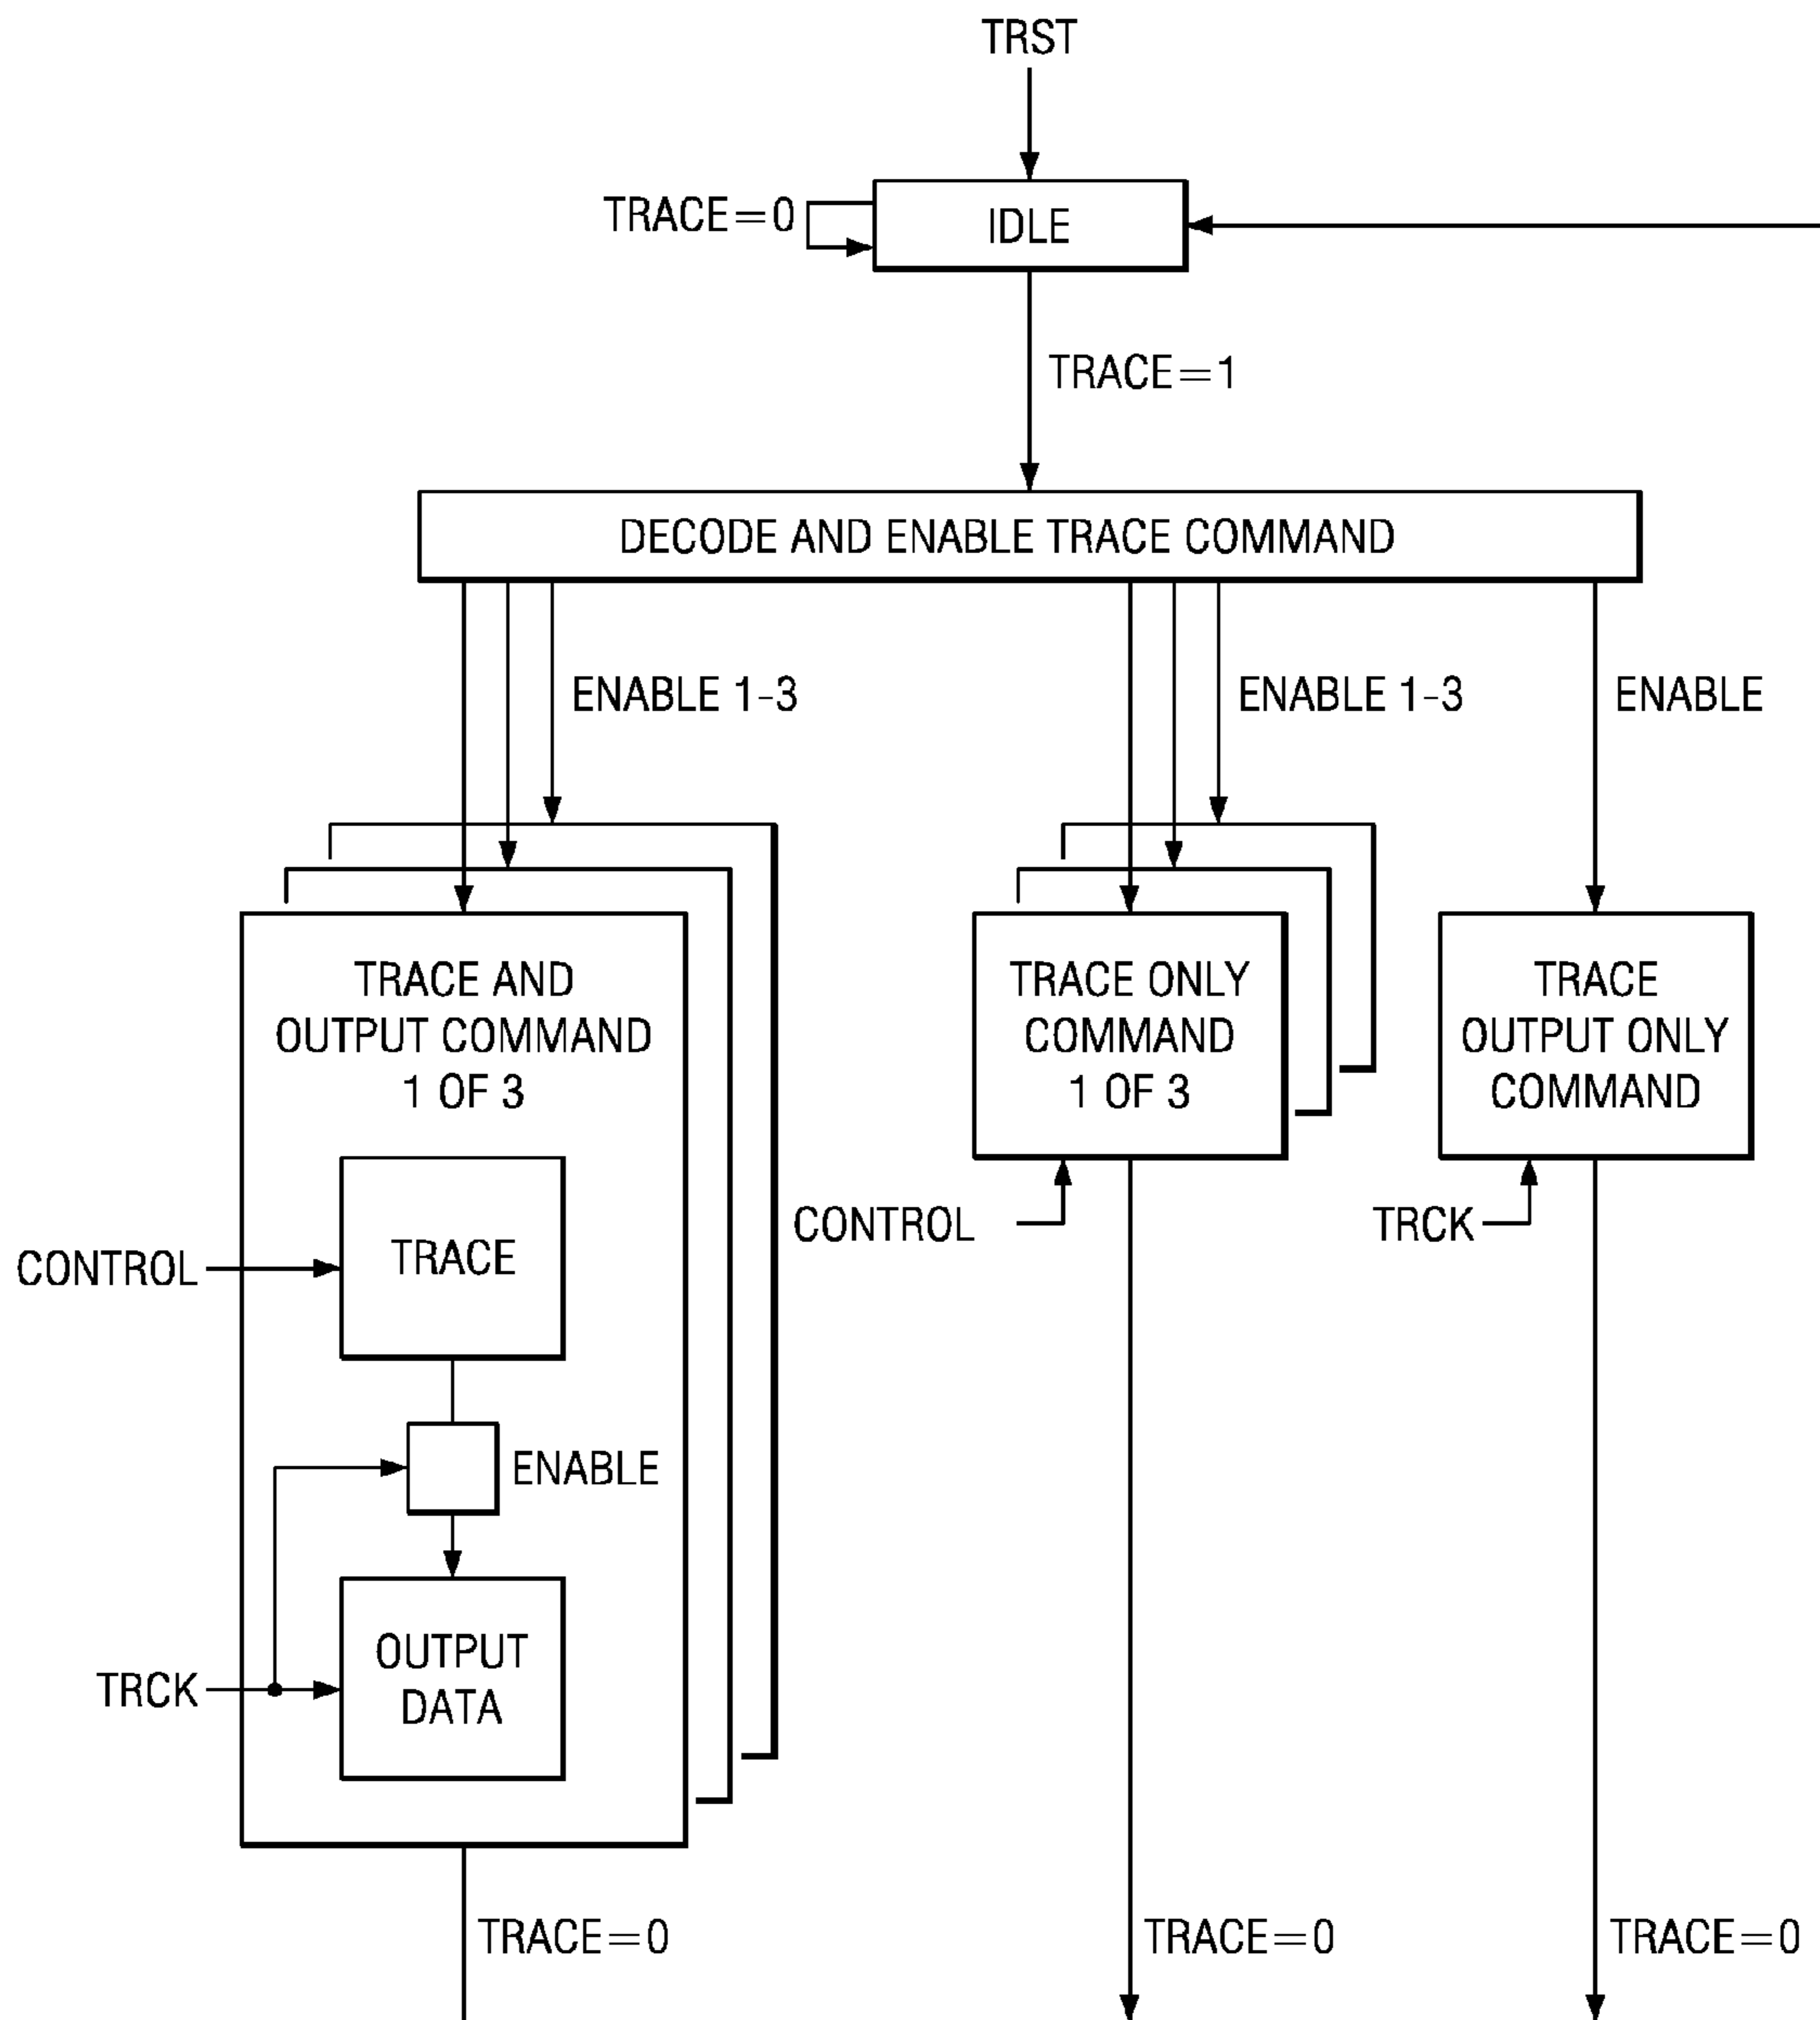 TRST
TRACE=0
IDLE
TRACE=1
DECODE AND ENABLE TRACE COMMAND
ENABLE 1-3
ENABLE 1-3
ENABLE
TRACE AND
OUTPUT COMMAND
1 OF 3
TRACE ONLY
COMMAND
1 OF 3
TRACE
OUTPUT ONLY
COMMAND
CONTROL
TRACE
CONTROL
TRCK
ENABLE
TRCK
OUTPUT
DATA
TRACE=0
TRACE=0
TRACE=0